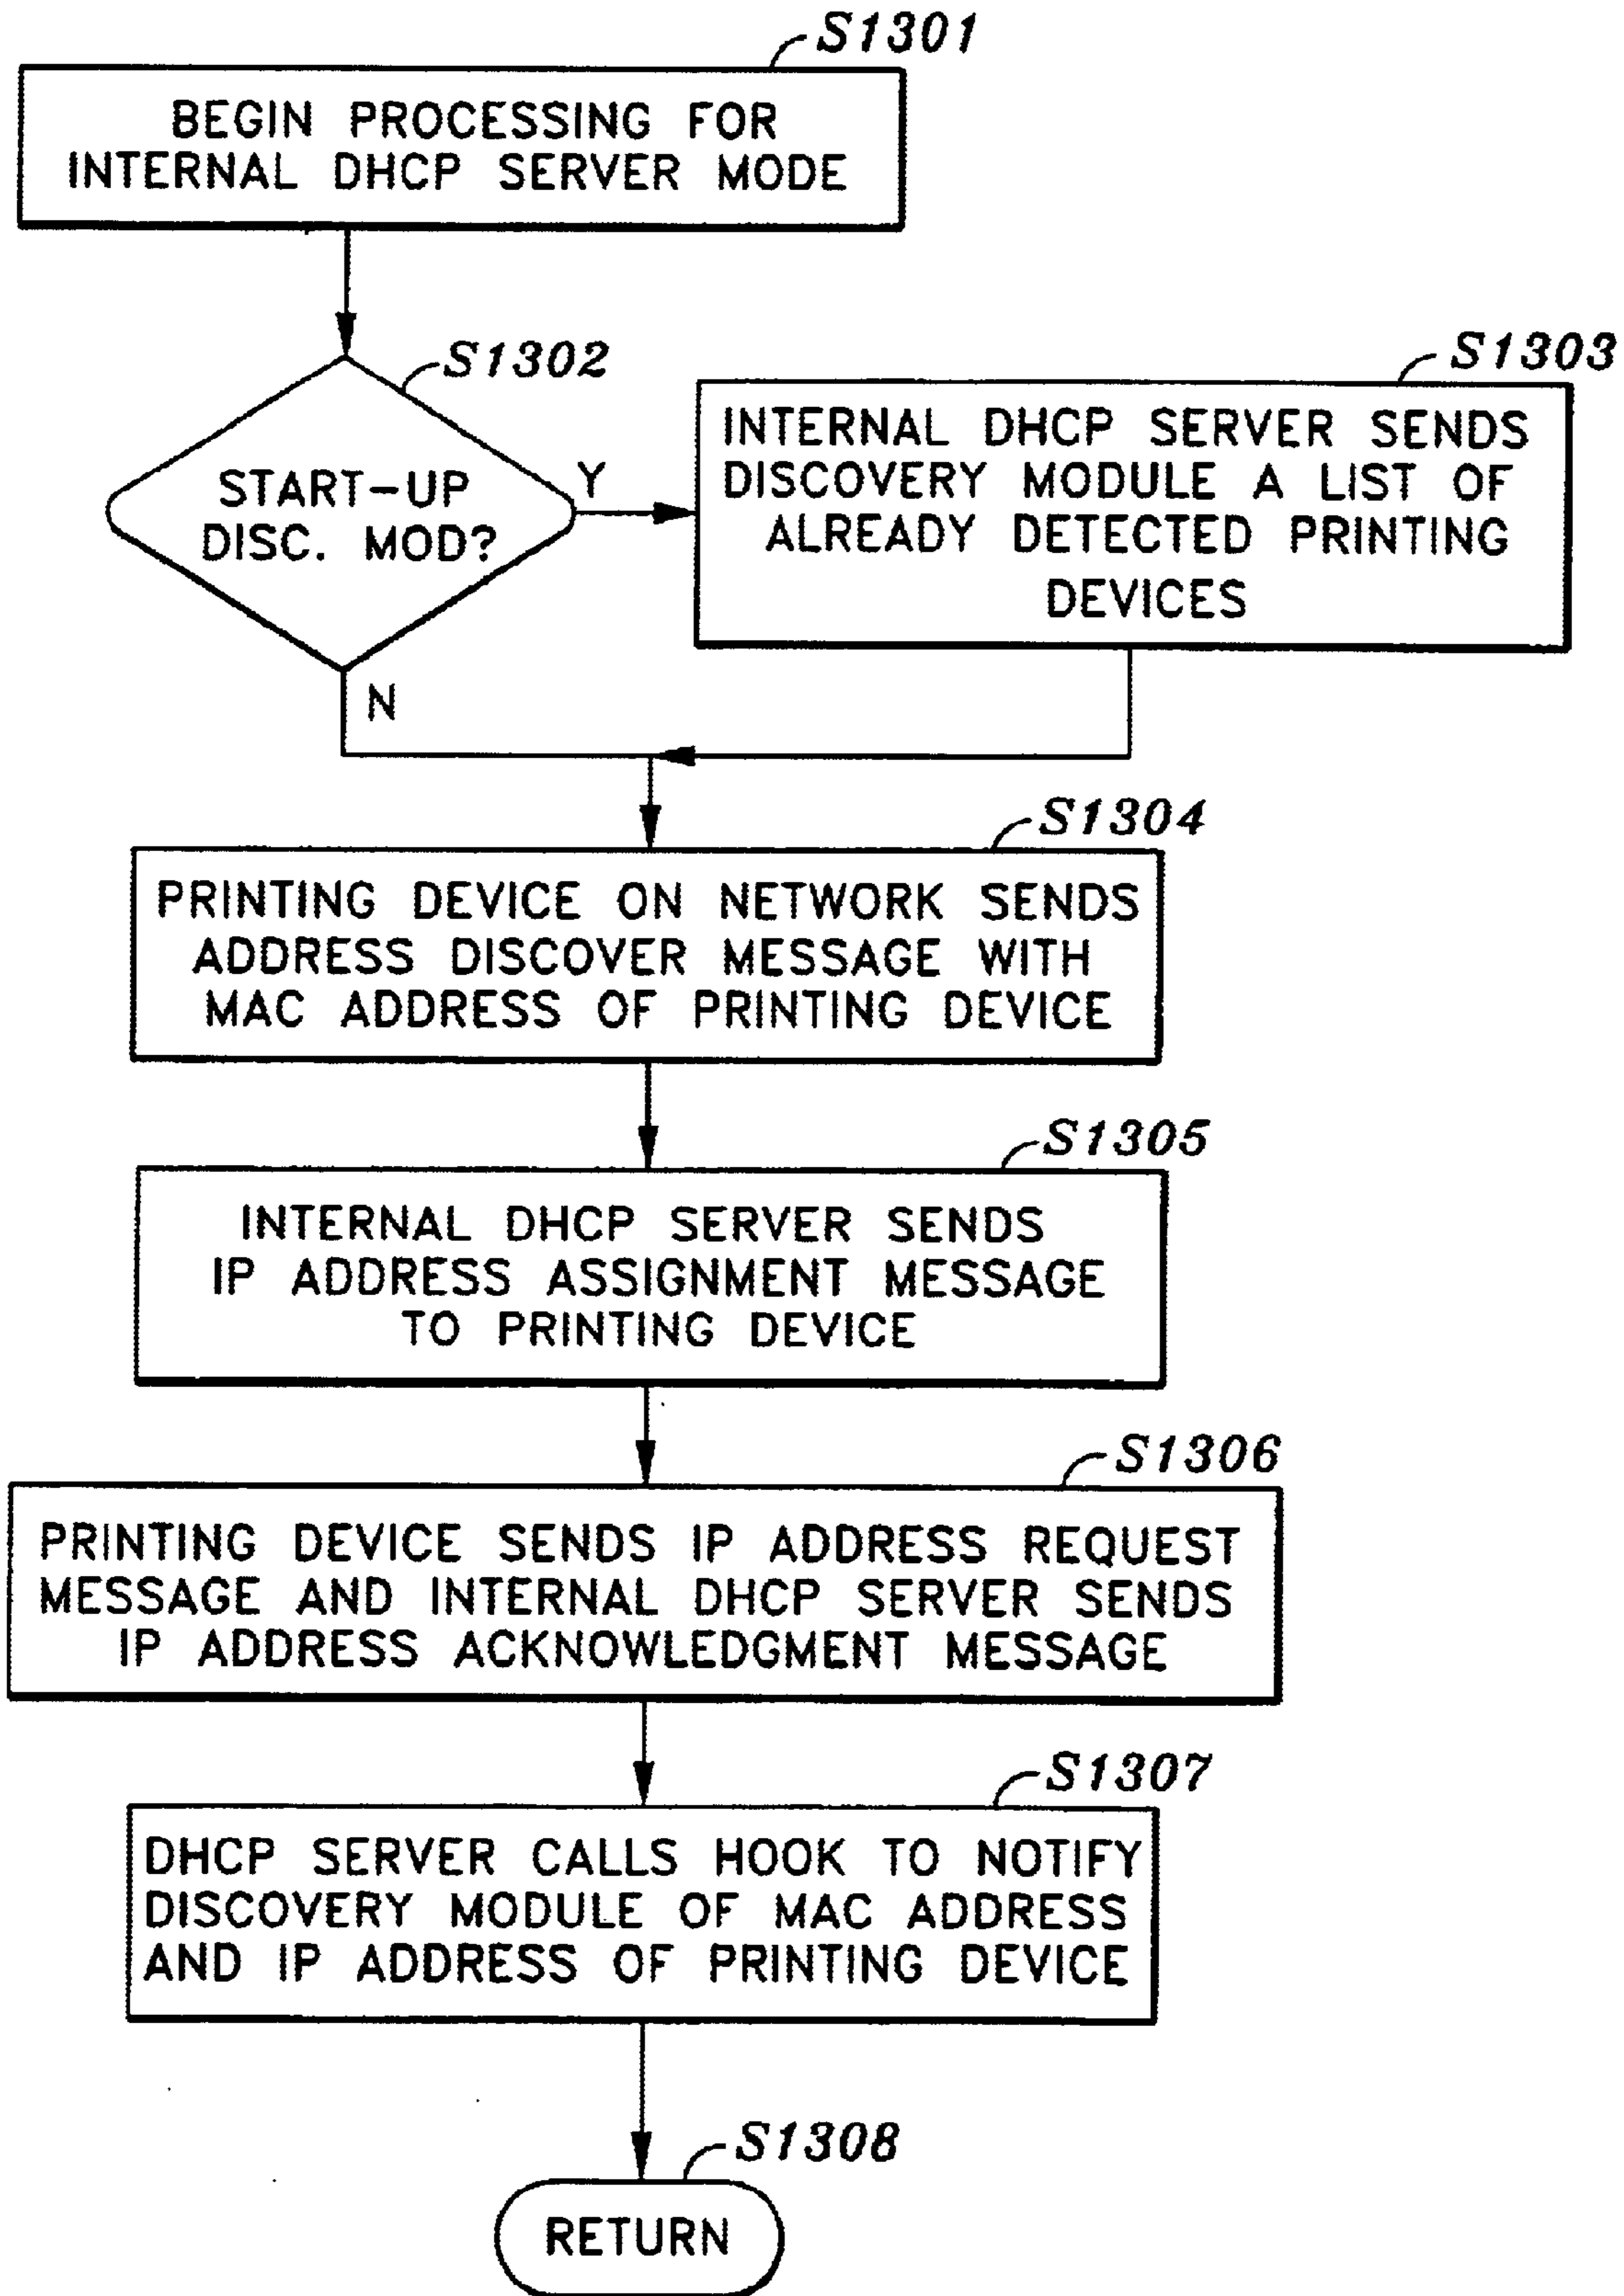 S1301
BEGIN PROCESSING FOR
INTERNAL DHCP SERVER MODE
S1302
START-UP
DISC. MOD?
Y
N
S1303
INTERNAL DHCP SERVER SENDS
DISCOVERY MODULE A LIST OF
ALREADY DETECTED PRINTING
DEVICES
S1304
PRINTING DEVICE ON NETWORK SENDS
ADDRESS DISCOVER MESSAGE WITH
MAC ADDRESS OF PRINTING DEVICE
S1305
INTERNAL DHCP SERVER SENDS
IP ADDRESS ASSIGNMENT MESSAGE
TO PRINTING DEVICE
S1306
PRINTING DEVICE SENDS IP ADDRESS REQUEST
MESSAGE AND INTERNAL DHCP SERVER SENDS
IP ADDRESS ACKNOWLEDGMENT MESSAGE
S1307
DHCP SERVER CALLS HOOK TO NOTIFY
DISCOVERY MODULE OF MAC ADDRESS
AND IP ADDRESS OF PRINTING DEVICE
S1308
RETURN